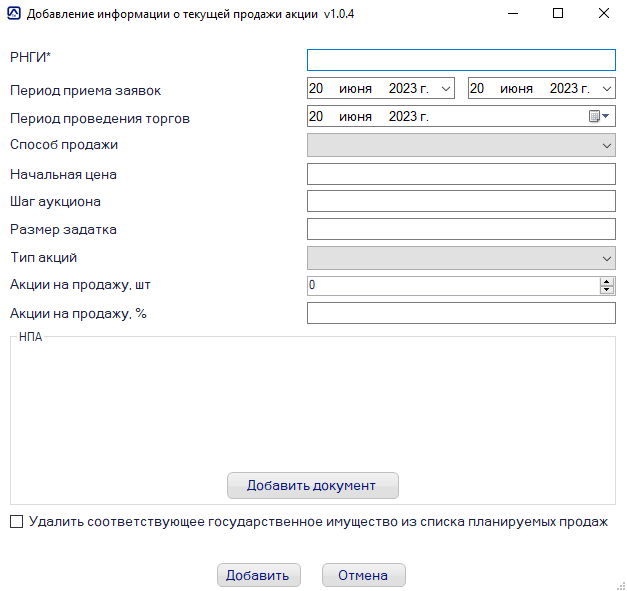 Добавление информации о текущей продажи акции v1.0.4
РНГИ*
Период приема заявок 20 июня 2023 г. 20 июня 2023 г.
Период проведения торгов 20 июня 2023 г.
Способ продажи
Начальная цена
Шаг аукциона
Размер задатка
Тип акций
Акции на продажу, шт 0
Акции на продажу, %
НПА
Добавить документ
Удалить соответствующее государственное имущество из списка планируемых продаж
Добавить Отмена